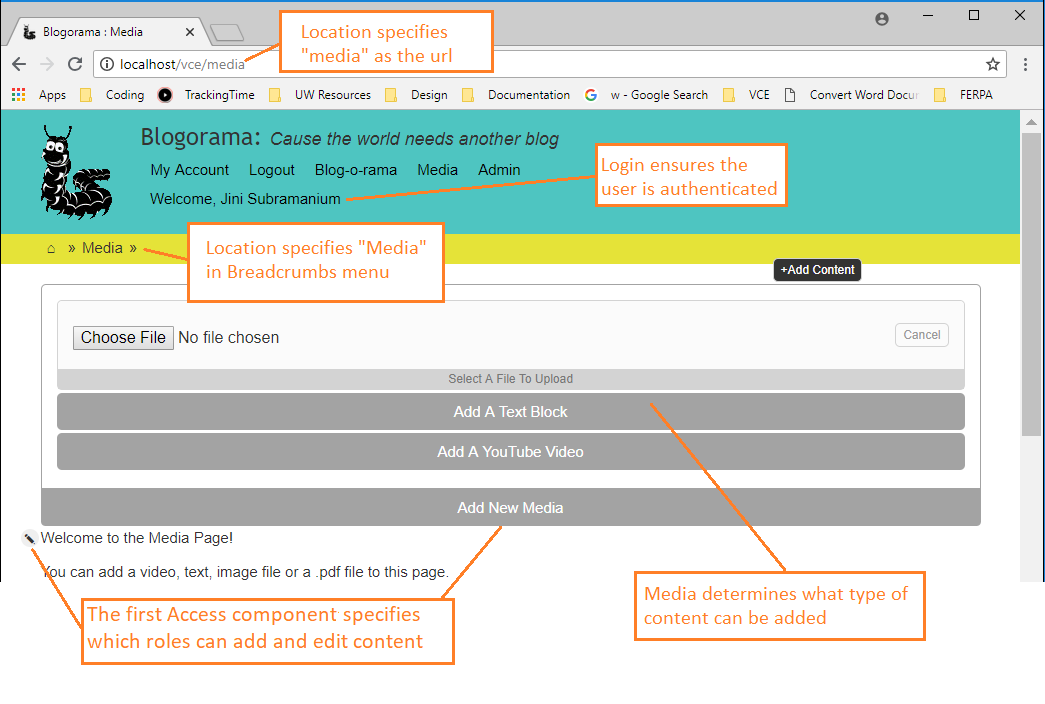 Blogorama : Media
Location specifies
"media" as the url
localhost/vce/media
Apps Coding TrackingTime UW Resources Design Documentation w - Google Search VCE Convert Word Docu FERPA
Blogorama: Cause the world needs another blog
My Account Logout Blog-o-rama Media Admin
Login ensures the
user is authenticated
Welcome, Jini Subramanium
» Media »
Location specifies "Media"
in Breadcrumbs menu
+Add Content
Choose File No file chosen Cancel
Select A File To Upload
Add A Text Block
Add A YouTube Video
Add New Media
Welcome to the Media Page!
You can add a video, text, image file or a .pdf file to this page.
The first Access component specifies
which roles can add and edit content
Media determines what type of
content can be added